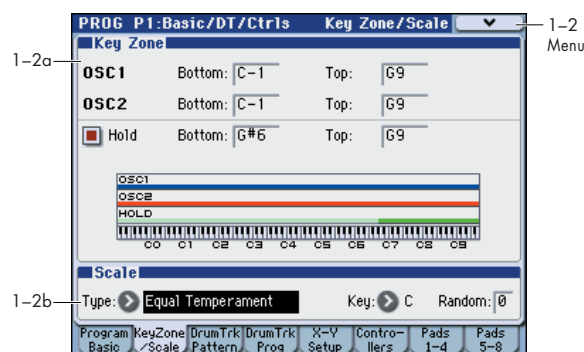 PROG P1:Basic/DT/Ctrls Key Zone/Scale
1–2
Menu
Key Zone
1–2a
OSC1 Bottom: C-1 Top: G9
OSC2 Bottom: C-1 Top: G9
Hold Bottom: G#6 Top: G9
OSC1
OSC2
HOLD
C0 C1 C2 C3 C4 C5 C6 C7 C8 C9
Scale
1–2b
Type: Equal Temperament Key: C Random: 0
Program Basic
KeyZone /Scale
DrumTrk Pattern
DrumTrk Prog
X-Y Setup
Contro- llers
Pads 1-4
Pads 5-8